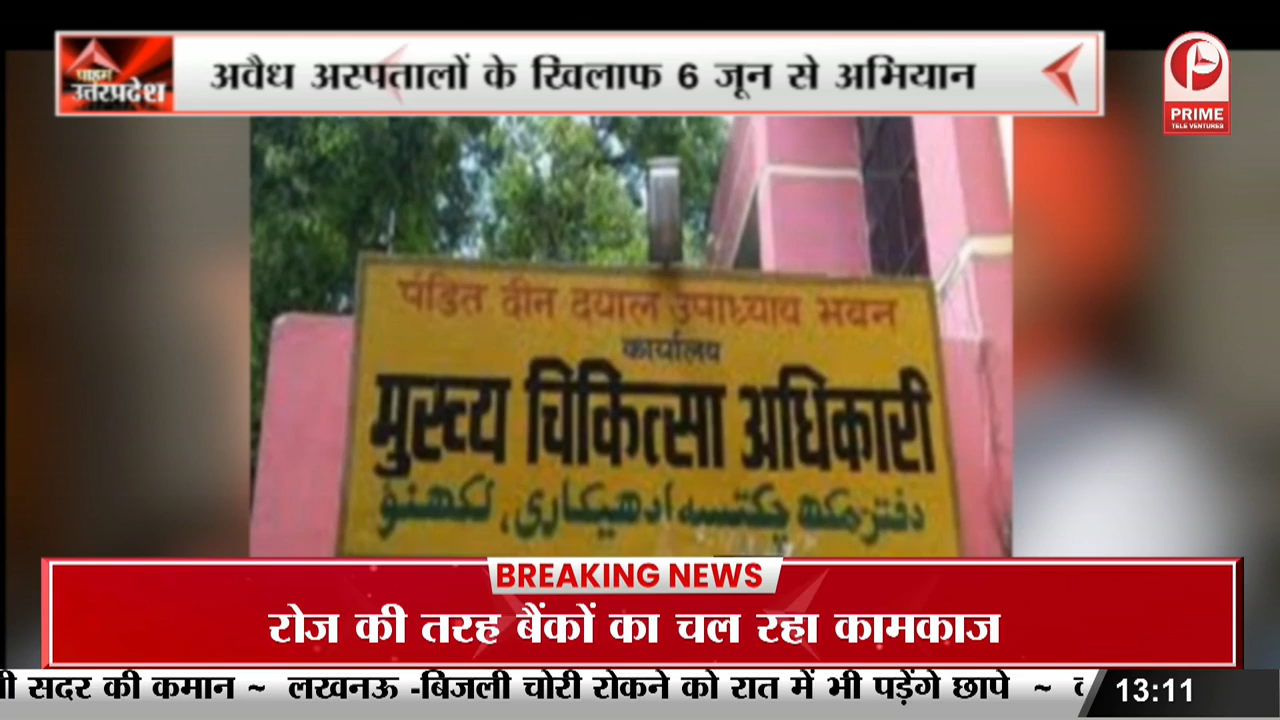 प्राइम
उत्तरप्रदेश
अवैध अस्पतालों के खिलाफ 6 जून से अभियान
PRIME
TELE VENTURES
पंडित दीन दयाल उपाध्याय भवन
कार्यालय
मुख्य चिकित्सा अधिकारी
دفتر مکھ چکتسہ ادھیکاری، لکھنؤ
BREAKING NEWS
रोज की तरह बैंकों का चल रहा कामकाज
सदर की कमान ~ लखनऊ -बिजली चोरी रोकने को रात में भी पड़ेंगे छापे ~
13:11